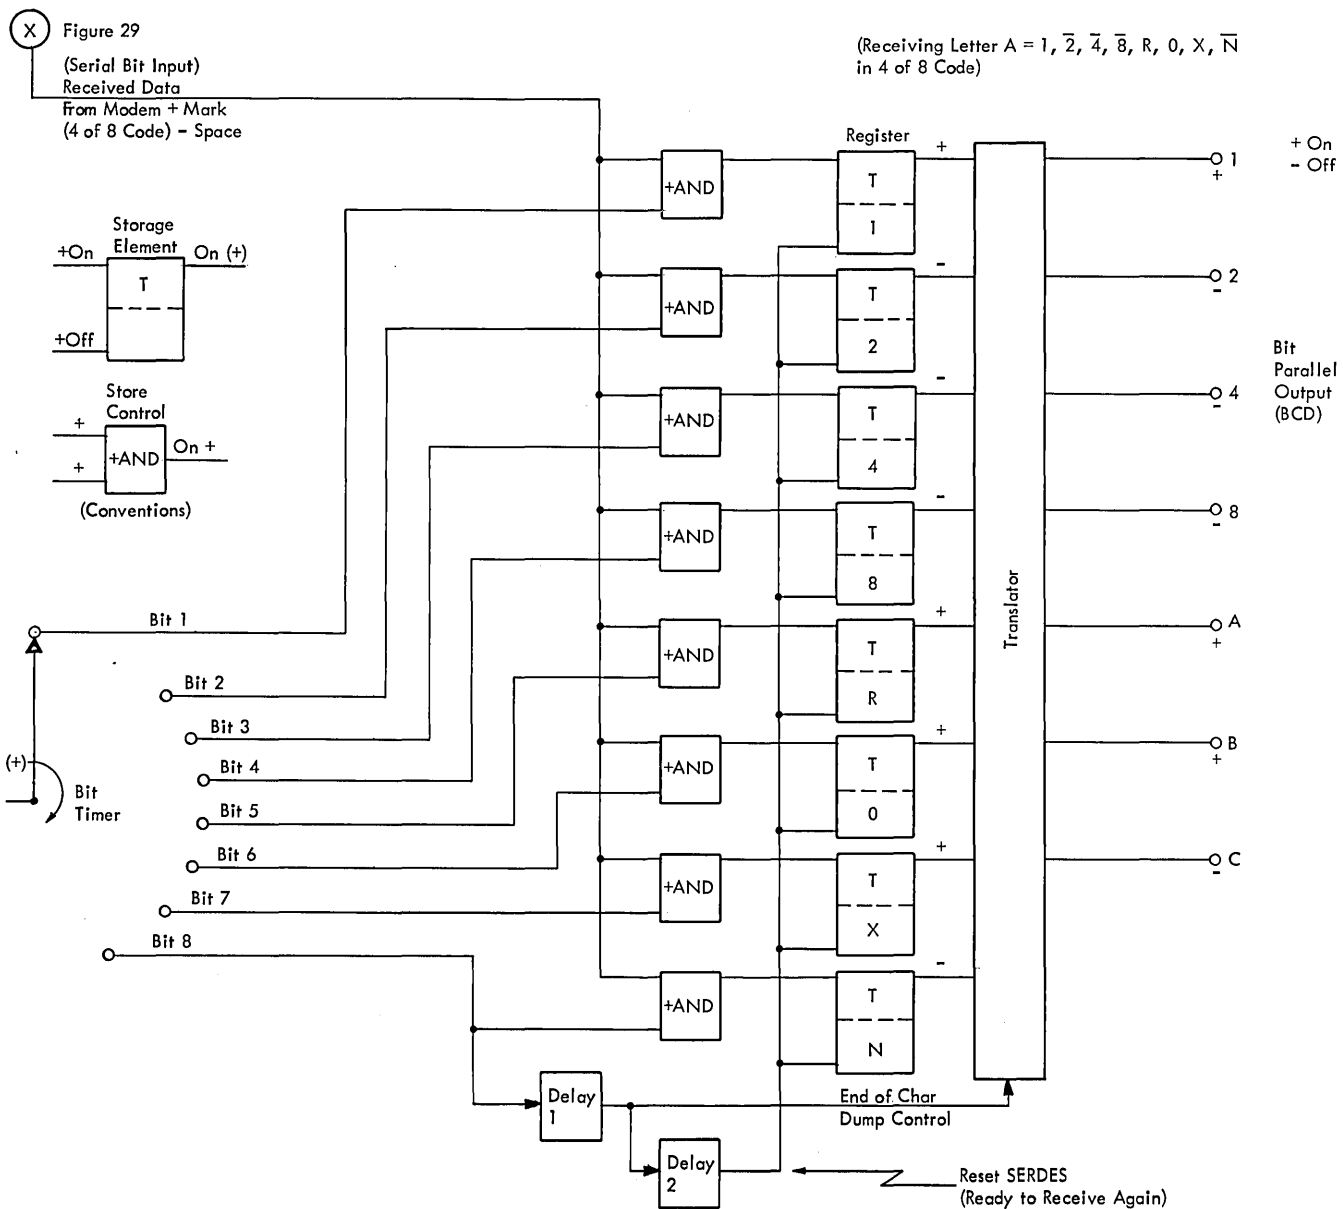 X
Figure 29
(Serial Bit Input)
Received Data
From Modem + Mark
(4 of 8 Code) - Space
(Receiving Letter A = 1, 2̅, 4̅, 8̅, R, 0, X, N̅
in 4 of 8 Code)
Register
+ On
- Off
Storage
Element
+On
On (+)
T
+Off
Store
Control
+
+AND
On +
+
(Conventions)
+AND
T
1
+
1
+
+AND
T
2
-
2
-
+AND
T
4
-
4
-
+AND
T
8
-
8
-
+AND
T
R
+
A
+
+AND
T
0
+
B
+
+AND
T
X
+
C
-
+AND
T
N
-
Translator
Bit
Parallel
Output
(BCD)
Bit 1
Bit 2
Bit 3
Bit 4
Bit 5
Bit 6
Bit 7
Bit 8
(+)
Bit
Timer
Delay
1
End of Char
Dump Control
Delay
2
Reset SERDES
(Ready to Receive Again)